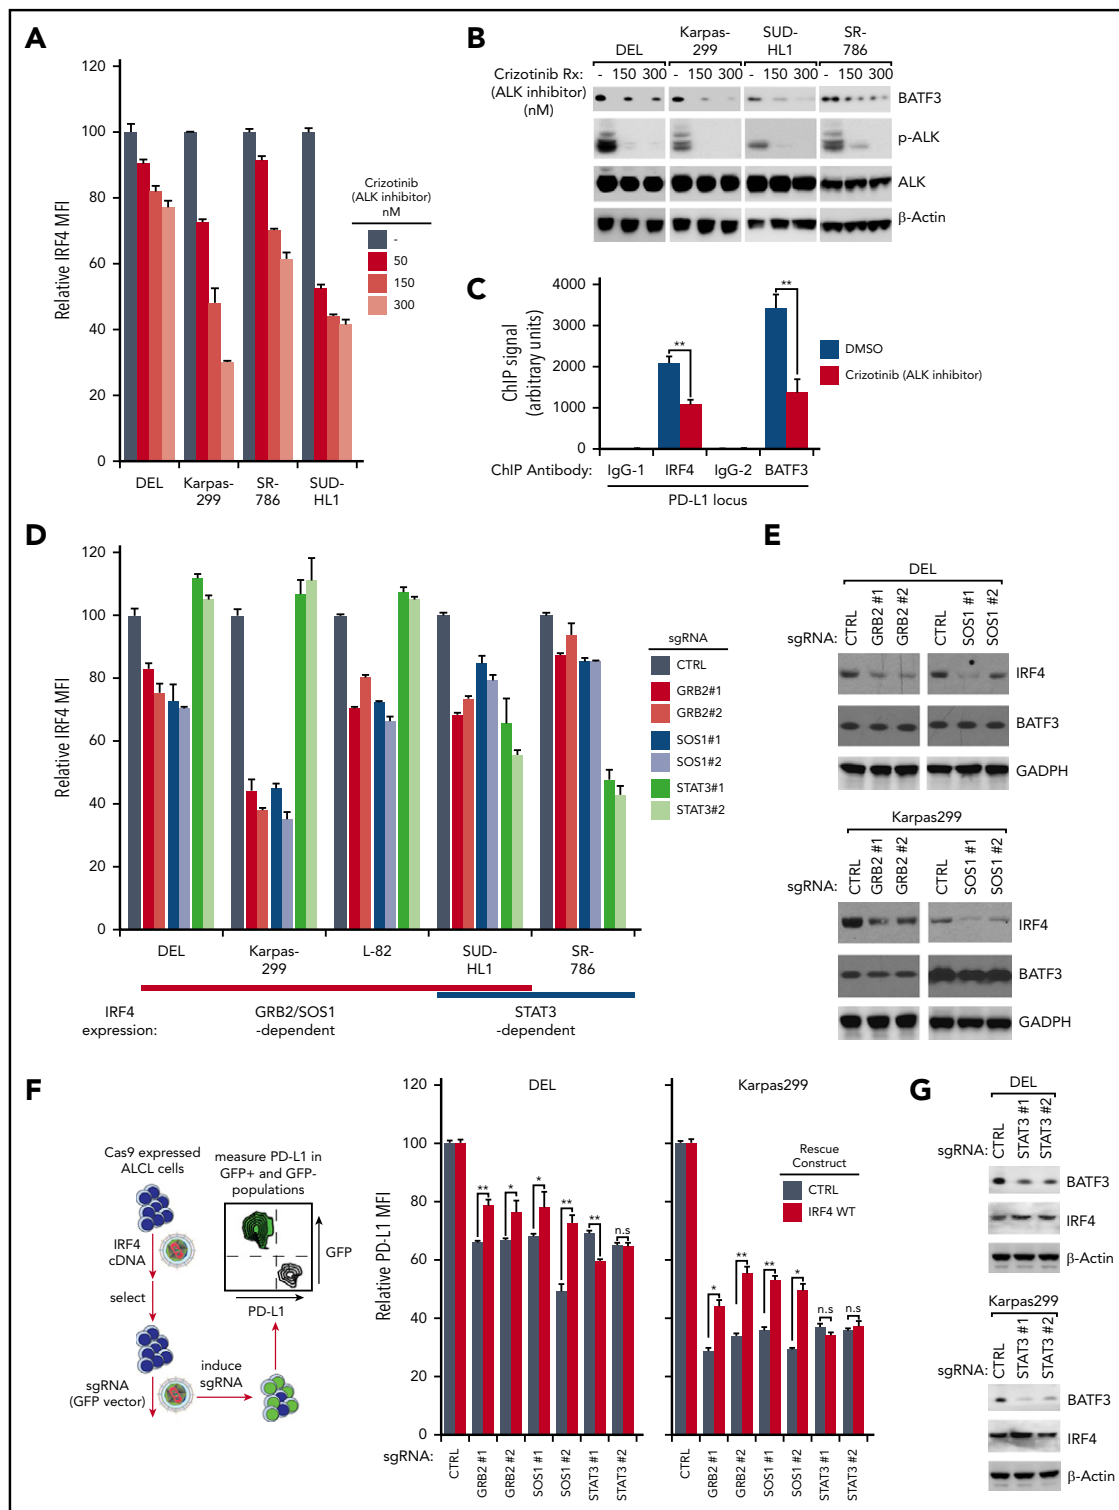 A
120
100
80
60
40
20
0
Relative IRF4 MFI
DEL
Karpas-
299
SR-
786
SUD-
HL1
Crizotinib
(ALK inhibitor)
nM
-
50
150
300
B
DEL
Karpas-
299
SUD-
HL1
SR-
786
Crizotinib Rx:
(ALK inhibitor)
(nM)
- 150 300 - 150 300 - 150 300 - 150 300
BATF3
p-ALK
ALK
β-Actin
C
4000
3000
2000
1000
0
ChIP signal
(arbitrary units)
**
**
DMSO
Crizotinib (ALK inhibitor)
ChIP Antibody: IgG-1 IRF4 IgG-2 BATF3
PD-L1 locus
D
120
100
80
60
40
20
0
Relative IRF4 MFI
DEL
Karpas-
299
L-82
SUD-
HL1
SR-
786
sgRNA
CTRL
GRB2#1
GRB2#2
SOS1#1
SOS1#2
STAT3#1
STAT3#2
IRF4
expression:
GRB2/SOS1
-dependent
STAT3
-dependent
E
DEL
sgRNA: CTRL GRB2 #1 GRB2 #2 CTRL SOS1 #1 SOS1 #2
IRF4
BATF3
GADPH
Karpas299
sgRNA: CTRL GRB2 #1 GRB2 #2 CTRL SOS1 #1 SOS1 #2
IRF4
BATF3
GADPH
F
Cas9 expressed
ALCL cells
IRF4
cDNA
select
sgRNA
(GFP vector)
induce
sgRNA
measure PD-L1 in
GFP+ and GFP-
populations
GFP
PD-L1
DEL
120
100
80
60
40
20
0
Relative PD-L1 MFI
** * * ** ** n.s
sgRNA: CTRL GRB2 #1 GRB2 #2 SOS1 #1 SOS1 #2 STAT3 #1 STAT3 #2
Karpas299
120
100
80
60
40
20
0
* ** ** * n.s n.s
CTRL GRB2 #1 GRB2 #2 SOS1 #1 SOS1 #2 STAT3 #1 STAT3 #2
Rescue
Construct
CTRL
IRF4 WT
G
DEL
sgRNA: CTRL STAT3 #1 STAT3 #2
BATF3
IRF4
β-Actin
Karpas299
sgRNA: CTRL STAT3 #1 STAT3 #2
BATF3
IRF4
β-Actin